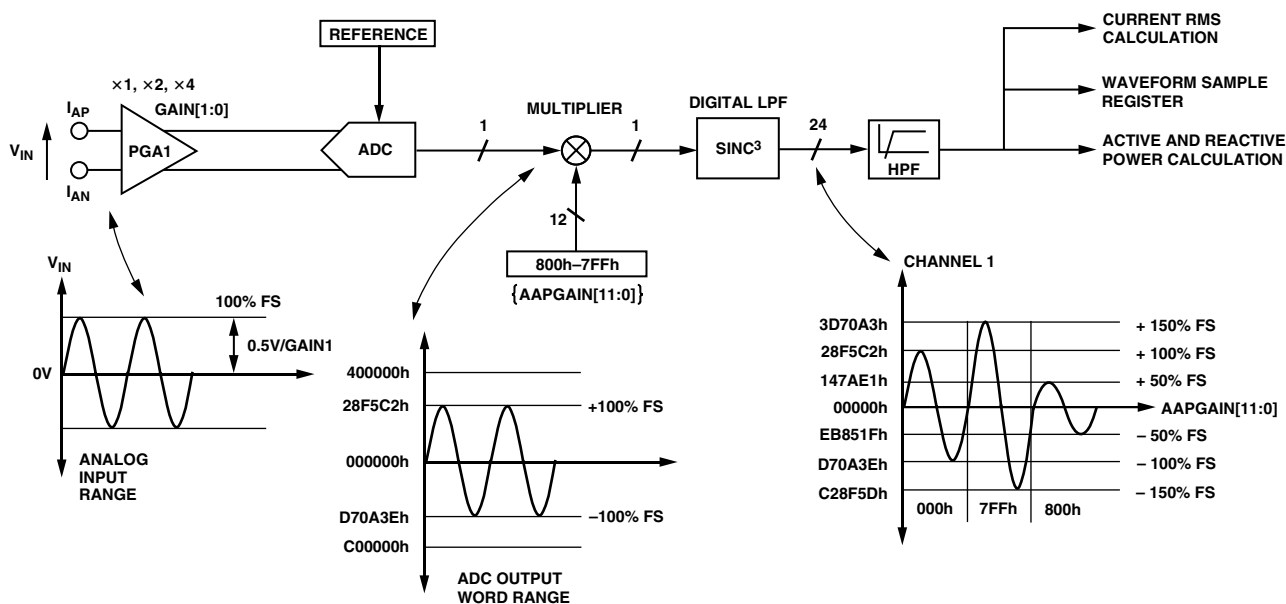 REFERENCE
×1, ×2, ×4
GAIN[1:0]
IAP
VIN
IAN
PGA1
ADC
1
MULTIPLIER
1
DIGITAL LPF
SINC3
24
HPF
CURRENT RMS
CALCULATION
WAVEFORM SAMPLE
REGISTER
ACTIVE AND REACTIVE
POWER CALCULATION
12
800h–7FFh
{AAPGAIN[11:0]}
VIN
100% FS
0.5V/GAIN1
0V
ANALOG
INPUT
RANGE
400000h
28F5C2h
+100% FS
000000h
D70A3Eh
–100% FS
C00000h
ADC OUTPUT
WORD RANGE
CHANNEL 1
3D70A3h
+ 150% FS
28F5C2h
+ 100% FS
147AE1h
+ 50% FS
00000h
AAPGAIN[11:0]
EB851Fh
– 50% FS
D70A3Eh
– 100% FS
C28F5Dh
– 150% FS
000h
7FFh
800h